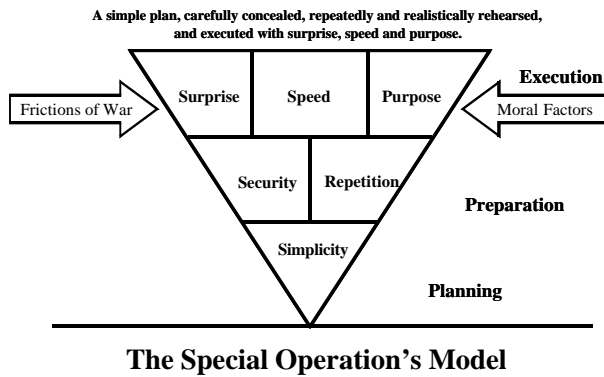 A simple plan, carefully concealed, repeatedly and realistically rehearsed,
and executed with surprise, speed and purpose.
Execution
Surprise
Speed
Purpose
Frictions of War
Moral Factors
Security
Repetition
Preparation
Simplicity
Planning
The Special Operation's Model